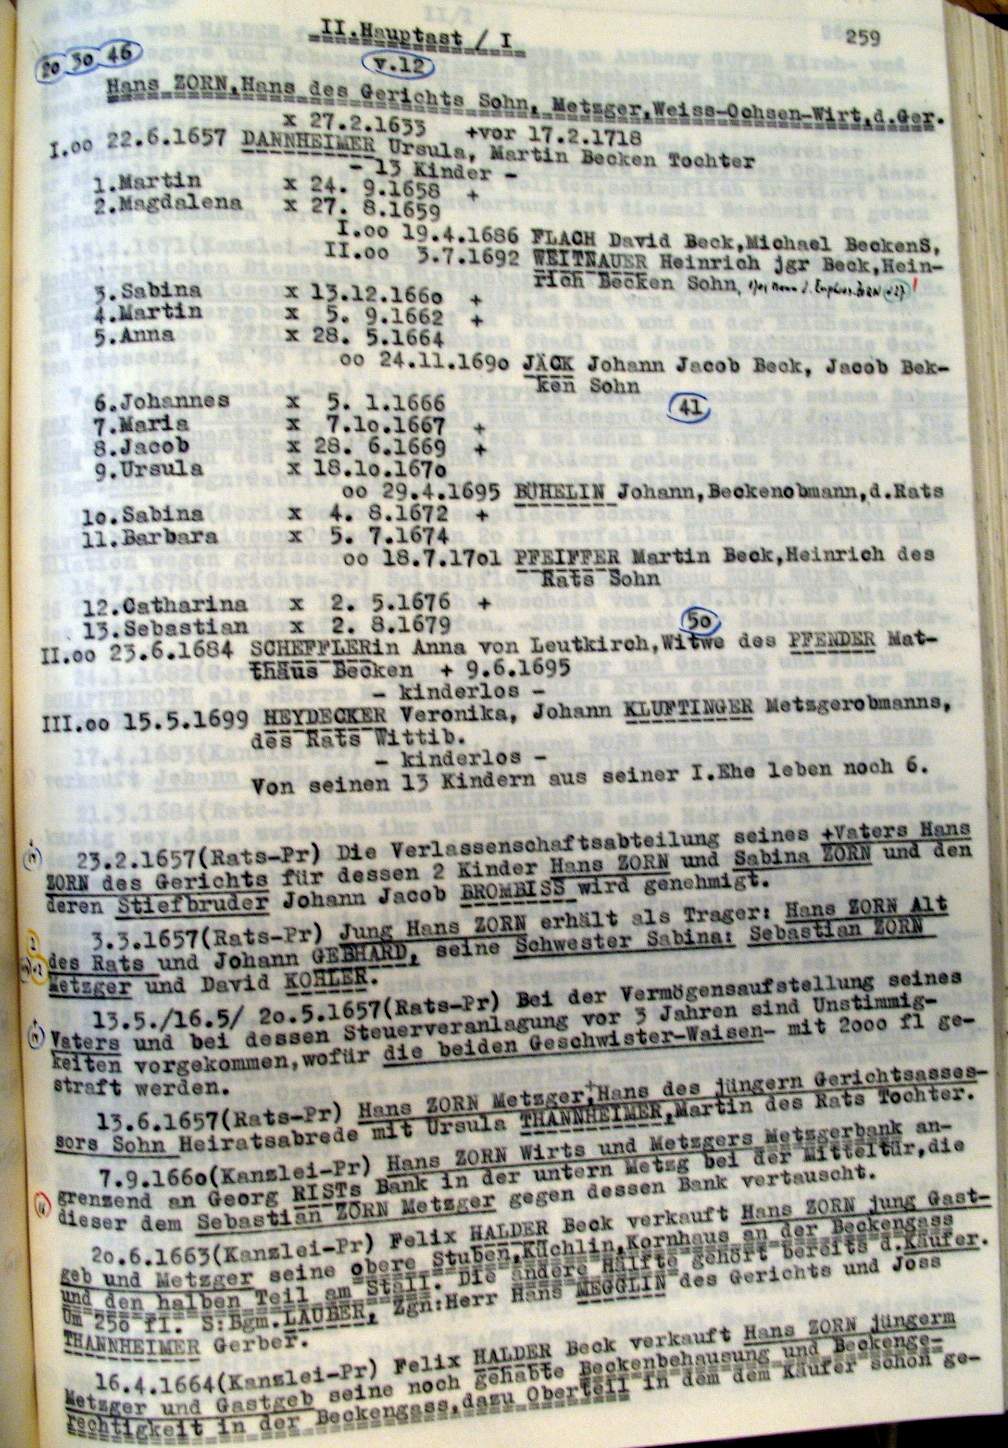 II.Hauptast / I
259
20 30 46
v.12
Hans ZORN,Hans des Gerichts Sohn, Metzger,Weiss-Ochsen-Wirt,d.Ger.
x 27.2.1633 +vor 17.2.1718
I.oo 22.6.1657 DANNHEIMER Ursula, Martin Becken Tochter
- 13 Kinder -
1.Martin x 24. 9.1658 +
2.Magdalena x 27. 8.1659
I.oo 19.4.1686 FLACH David Beck,Michael BeckenS,
II.oo 3.7.1692 WEITNAUER Heinrich jgr Beck,Hein-
rich Becken Sohn,
3.Sabina x 13.12.166o +
4.Martin x 5. 9.1662 +
5.Anna x 28. 5.1664
oo 24.11.169o JÄCK Johann Jacob Beck, Jacob Bek-
ken Sohn
6.Johannes x 5. 1.1666
41
7.Maria x 7.1o.1667 +
8.Jacob x 28. 6.1669 +
9.Ursula x 18.1o.167o
oo 29.4.1695 BÜHELIN Johann,Beckenobmann,d.Rats
1o.Sabina x 4. 8.1672 +
11.Barbara x 5. 7.1674
oo 18.7.17o1 PFEIFFER Martin Beck,Heinrich des
Rats Sohn
12.Catharina x 2. 5.1676 +
13.Sebastian x 2. 8.1679
50
II.oo 23.6.1684 SCHEFFLERin Anna von Leutkirch,Witwe des PFENDER Mat-
thäus Becken + 9.6.1695
- kinderlos -
III.oo 15.5.1699 HEYDECKER Veronika, Johann KLUFTINGER Metzgerobmanns,
des Rats Wittib.
- kinderlos -
Von seinen 13 Kindern aus seiner I.Ehe leben noch 6.
23.2.1657(Rats-Pr) Die Verlassenschaftsabteilung seines +Vaters Hans
ZORN des Gerichts für dessen 2 Kinder Hans ZORN und Sabina ZORN und den
deren Stiefbruder Johann Jacob BROMBISS wird genehmigt.
3.3.1657(Rats-Pr) Jung Hans ZORN erhält als Trager: Hans ZORN Alt
des Rats und Johann GEBHARD, seine Schwester Sabina: Sebastian ZORN
Metzger und David KOHLER.
13.5./16.5/ 2o.5.1657(Rats-Pr) Bei der Vermögensaufstellung seines
Vaters und bei dessen Steuerveranlagung vor 3 Jahren sind Unstimmig-
keiten vorgekommen,wofür die beiden Geschwister-Waisen- mit 2ooo fl ge-
straft werden.
13.6.1657(Rats-Pr) Hans ZORN Metzger,+Hans des jüngern Gerichtsasses-
sors Sohn Heiratsabrede mit Ursula THANNHEIMER,Martin des Rats Tochter.
7.9.166o(Kanzlei-Pr) Hans ZORN Wirts und Metzgers Metzgerbank an-
grenzend an Georg RISTs Bank in der untern Metzg bei der Mitteltür,die
dieser dem Sebastian ZORN Metzger gegen dessen Bank vertauscht.
2o.6.1663(Kanzlei-Pr) Felix HALDER Beck verkauft Hans ZORN jung Gast-
geb und Metzger seine obere Stuben,Küchlin,Kornhaus an der Beckengass
und den halben Teil am Stall. Die andere Hälfte gehört bereits d.Käufer.
Um 25o fl. S:Bgm.LAUBER, Zgn:Herr Hans MEGGLIN des Gerichts und Joss
THANNHEIMER Gerber.
16.4.1664(Kanzlei-Pr) Felix HALDER Beck verkauft Hans ZORN jüngerm
Metzger und Gastgeb seine noch gehabte Beckenbehausung und Beckenge-
rechtigkeit in der Beckengass,dazu Oberteil in dem dem Käufer schon ge-